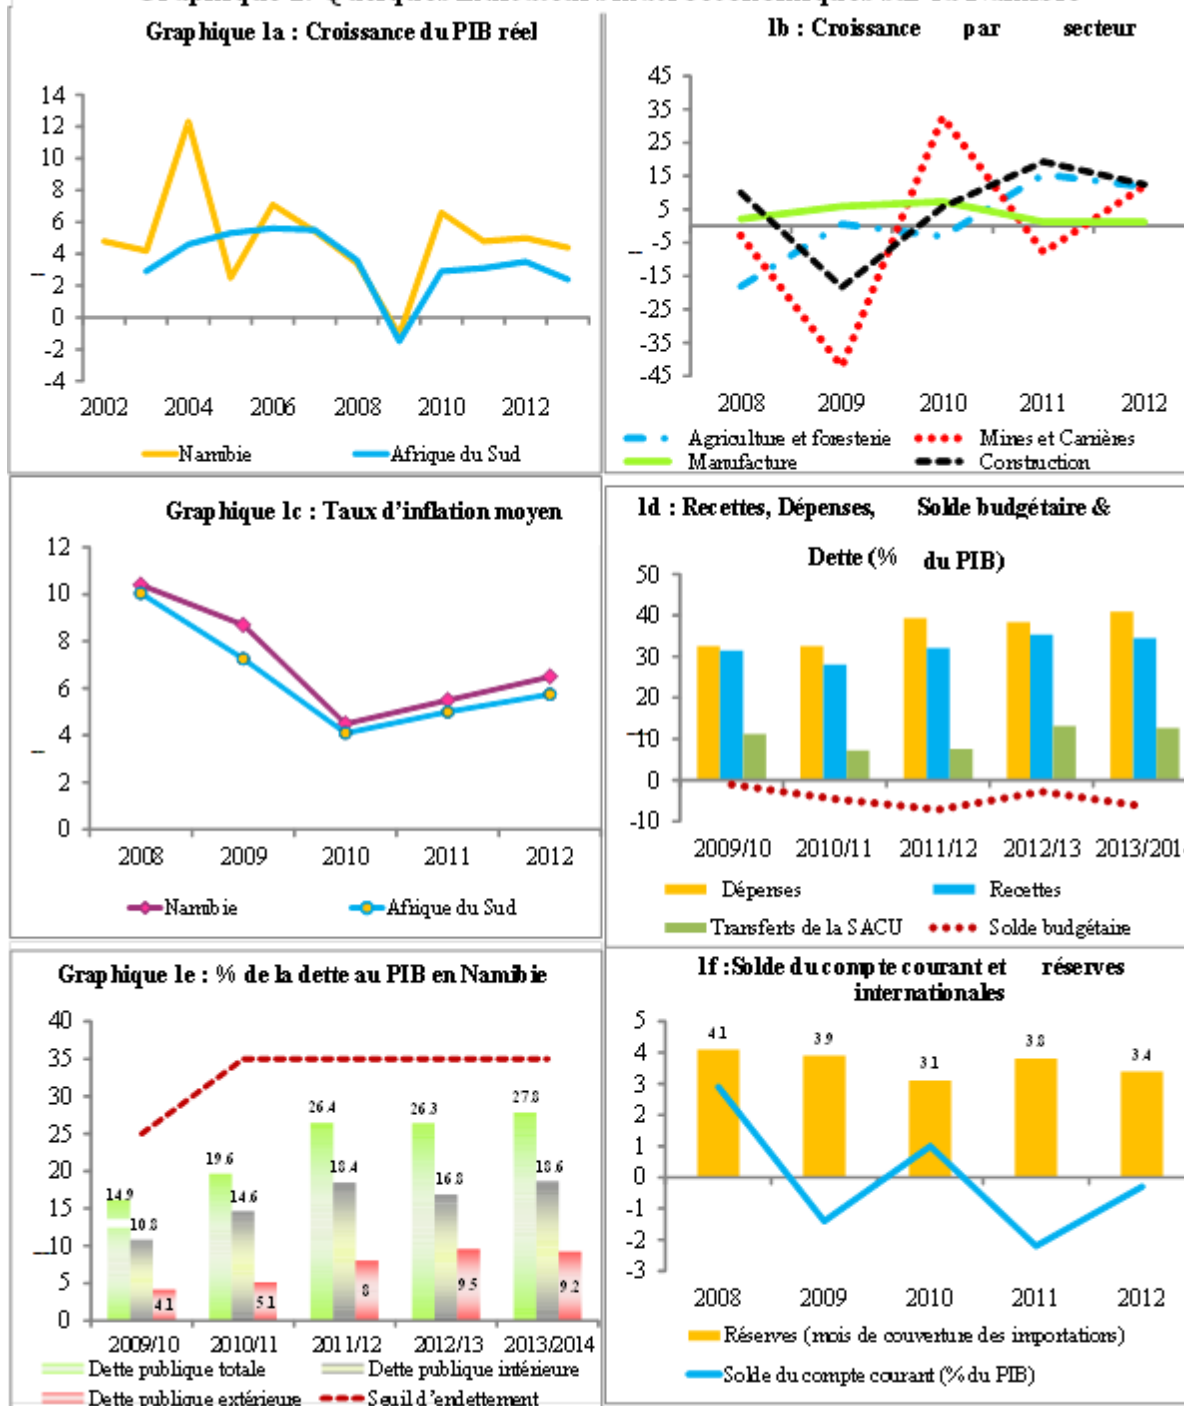 Graphique 1a : Croissance du PIB réel
14
12
10
8
6
4
2
0
-2
-4
2002 2004 2006 2008 2010 2012
Namibie Afrique du Sud
1b : Croissance par secteur
45
35
25
15
5
-5
-15
-25
-35
-45
2008 2009 2010 2011 2012
Agriculture et foresterie Mines et Carrières
Manufacture Construction
Graphique 1c : Taux d'inflation moyen
12
10
8
6
4
2
0
2008 2009 2010 2011 2012
Namibie Afrique du Sud
1d : Recettes, Dépenses, Solde budgétaire &
Dette (% du PIB)
50
40
30
20
10
0
-10
2009/10 2010/11 2011/12 2012/13 2013/201
Dépenses Recettes
Transferts de la SACU Solde budgétaire
Graphique 1e : % de la dette au PIB en Namibie
40
35
30
25
20
15
10
5
0
14.9 10.8 4.1
19.6 14.6 5.1
26.4 18.4 8
26.3 16.8 9.5
27.8 18.6 9.2
2009/10 2010/11 2011/12 2012/13 2013/2014
Dette publique totale Dette publique intérieure
Dette publique extérieure Seuil d'endettement
1f :Solde du compte courant et réserves
internationales
5
4
3
2
1
0
-1
-2
-3
4.1 3.9 3.1 3.8 3.4
2008 2009 2010 2011 2012
Réserves (mois de couverture des importations)
Solde du compte courant (% du PIB)